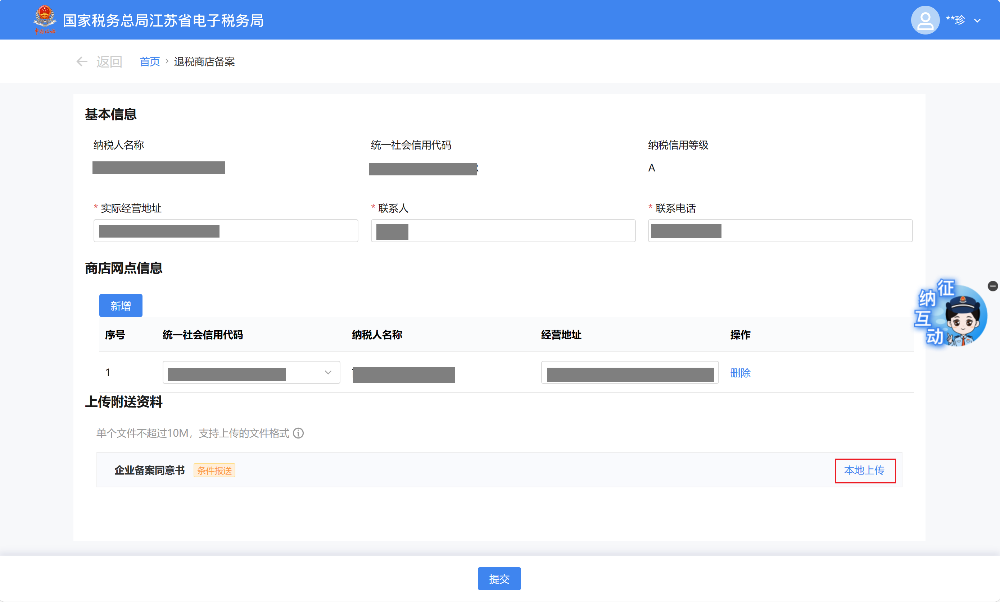 国家税务总局江苏省电子税务局
**珍
返回 首页 > 退税商店备案
基本信息
纳税人名称 统一社会信用代码 纳税信用等级
A
* 实际经营地址 * 联系人 * 联系电话
商店网点信息
新增
序号 统一社会信用代码 纳税人名称 经营地址 操作
1 删除
征纳互动
上传附送资料
单个文件不超过10M，支持上传的文件格式
企业备案同意书 条件报送 本地上传
提交